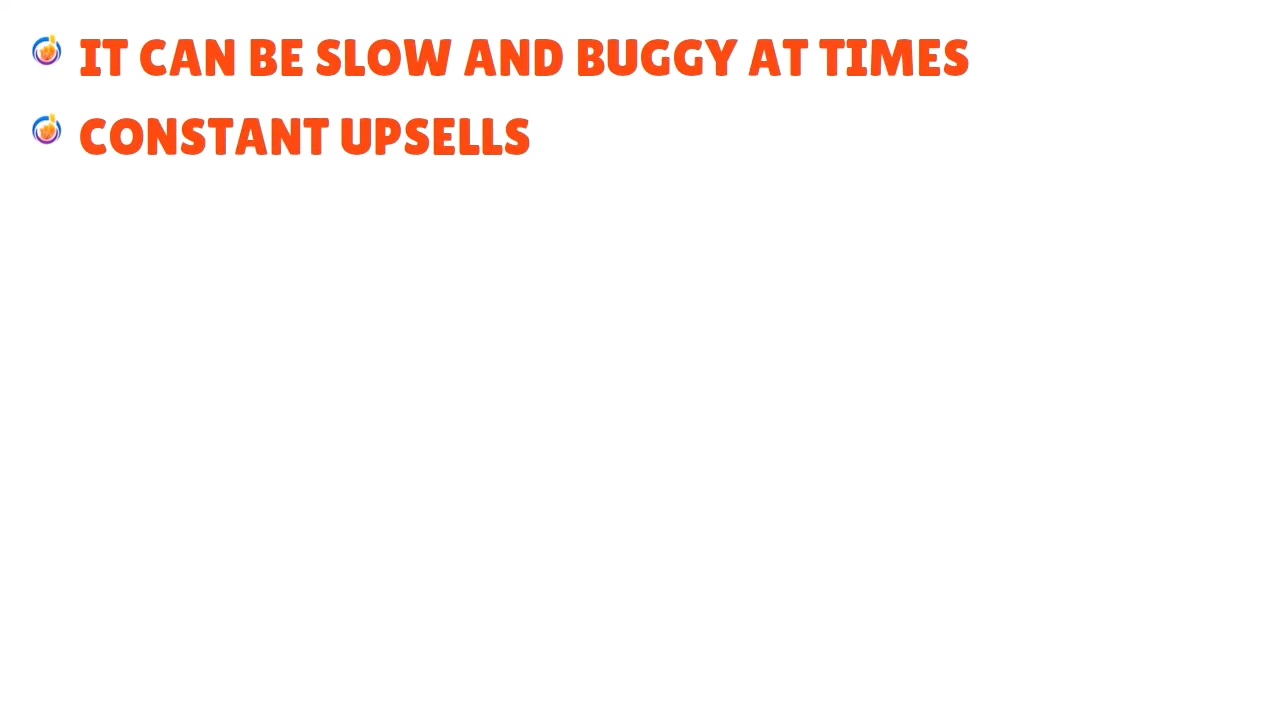 IT CAN BE SLOW AND BUGGY AT TIMES
CONSTANT UPSELLS